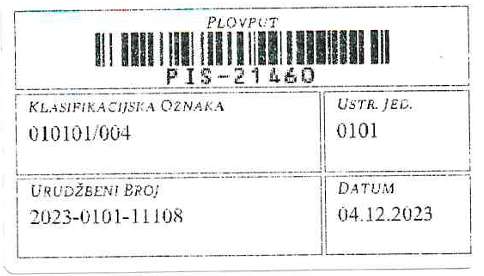 PLOVPUT
PIS-21460
KLASIFIKACIJSKA OZNAKA
010101/004
USTR. JED.
0101
URUDŽBENI BROJ
2023-0101-11108
DATUM
04.12.2023